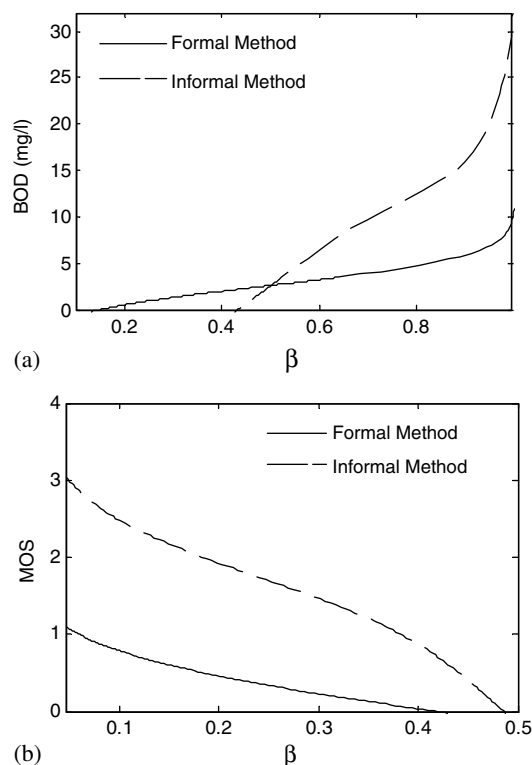 30
25
20
15
10
5
0
BOD (mg/l)
Formal Method
Informal Method
0.2
0.4
0.6
0.8
(a)
β
4
3
2
1
0
MOS
Formal Method
Informal Method
0.1
0.2
0.3
0.4
0.5
(b)
β